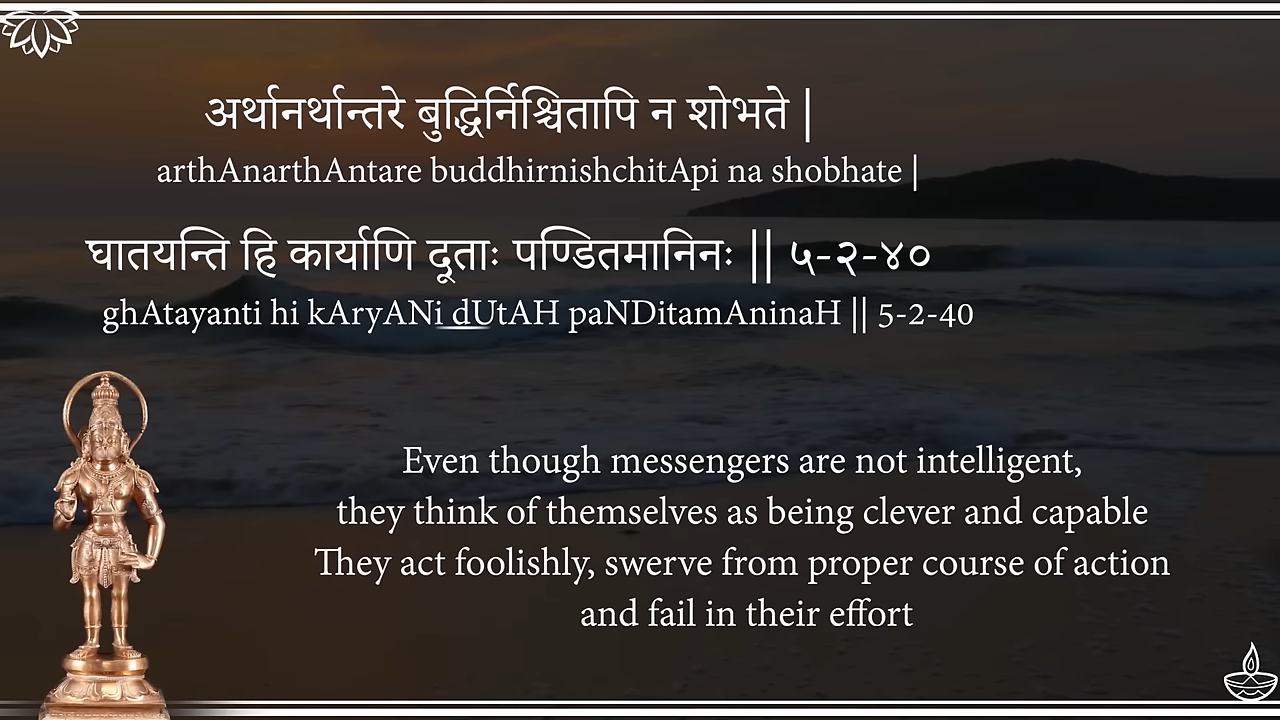 अर्थानर्थान्तरे बुद्धिर्निश्चितापि न शोभते |
arthAnarthAntare buddhirnishchitApi na shobhate |
घातयन्ति हि कार्याणि दूताः पण्डितमानिनः || ५-२-४०
ghAtayanti hi kAryANi dUtAH paNDitamAninaH || 5-2-40
Even though messengers are not intelligent,
they think of themselves as being clever and capable
They act foolishly, swerve from proper course of action
and fail in their effort